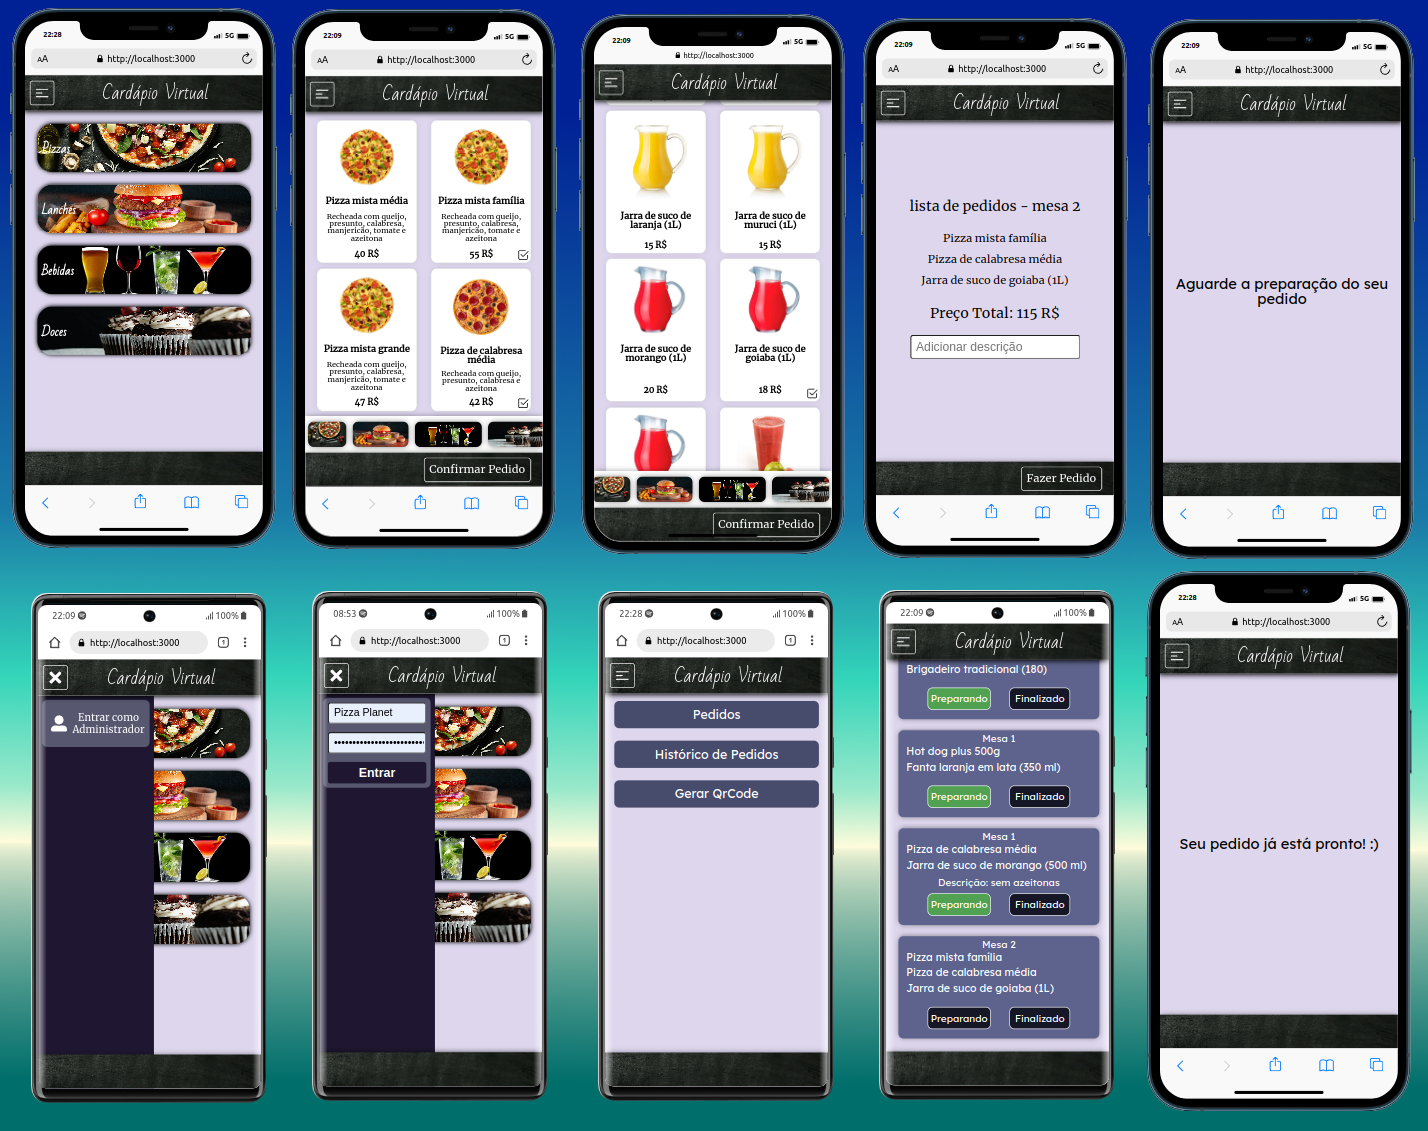 22:28
5G
AA
http://localhost:3000
Cardápio Virtual
Pizzas
Lanches
Bebidas
Doces
22:09
5G
AA
http://localhost:3000
Cardápio Virtual
Pizza mista média
Recheada com queijo,
presunto, calabresa,
manjericão, tomate e
azeitona
40 R$
Pizza mista família
Recheada com queijo,
presunto, calabresa,
manjericão, tomate e
azeitona
55 R$
Pizza mista grande
Recheada com queijo,
presunto, calabresa,
manjericão, tomate e
azeitona
47 R$
Pizza de calabresa
média
Recheada com queijo,
presunto, calabresa e
azeitona
42 R$
Confirmar Pedido
22:09
5G
http://localhost:3000
Cardápio Virtual
Jarra de suco de
laranja (1L)
15 R$
Jarra de suco de
muruci (1L)
15 R$
Jarra de suco de
morango (1L)
20 R$
Jarra de suco de
goiaba (1L)
18 R$
Confirmar Pedido
22:09
5G
AA
http://localhost:3000
Cardápio Virtual
lista de pedidos - mesa 2
Pizza mista família
Pizza de calabresa média
Jarra de suco de goiaba (1L)
Preço Total: 115 R$
Adicionar descrição
Fazer Pedido
22:09
5G
AA
http://localhost:3000
Cardápio Virtual
Aguarde a preparação do seu
pedido
22:09
100%
http://localhost:3000
1
Cardápio Virtual
Entrar como
Administrador
08:53
100%
http://localhost:3000
1
Cardápio Virtual
Pizza Planet
Entrar
22:28
100%
http://localhost:3000
1
Cardápio Virtual
Pedidos
Histórico de Pedidos
Gerar QrCode
22:09
100%
Cardápio Virtual
Brigadeiro tradicional (180)
Preparando
Finalizado
Mesa 1
Hot dog plus 500g
Fanta laranja em lata (350 ml)
Preparando
Finalizado
Mesa 1
Pizza de calabresa média
Jarra de suco de morango (500 ml)
Descrição: sem azeitonas
Preparando
Finalizado
Mesa 2
Pizza mista família
Pizza de calabresa média
Jarra de suco de goiaba (1L)
Preparando
Finalizado
22:28
5G
AA
http://localhost:3000
Cardápio Virtual
Seu pedido já está pronto! :)